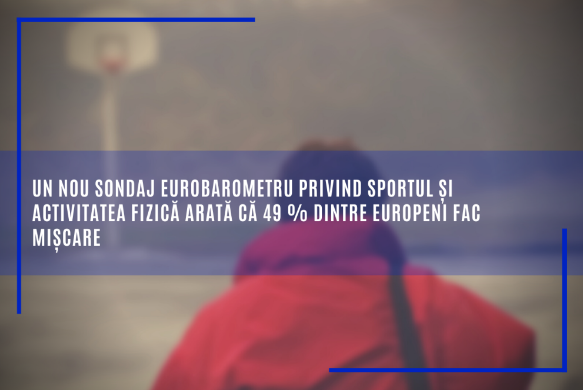 UN NOU SONDAJ EUROBAROMETRU PRIVIND SPORTUL ȘI
ACTIVITATEA FIZICĂ ARATĂ CĂ 49 % DINTRE EUROPENI FAC
MIȘCARE